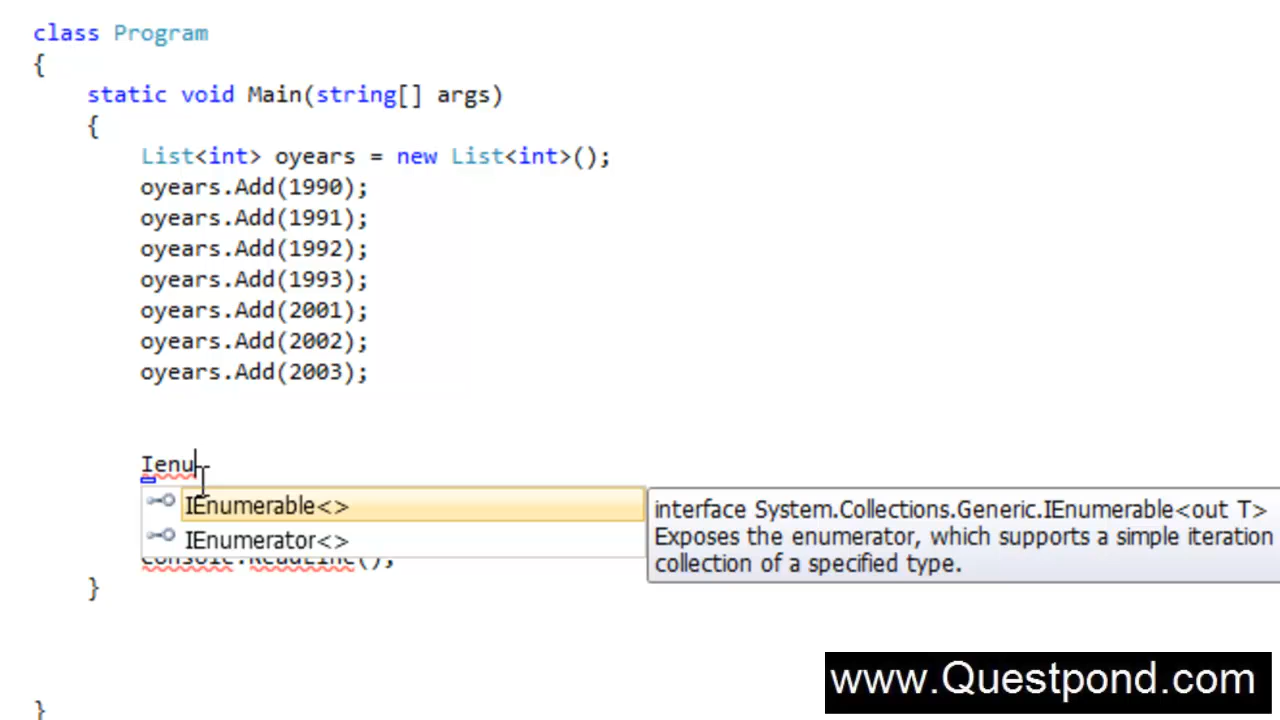 class Program
{
static void Main(string[] args)
{
List<int> oyears = new List<int>();
oyears.Add(1990);
oyears.Add(1991);
oyears.Add(1992);
oyears.Add(1993);
oyears.Add(2001);
oyears.Add(2002);
oyears.Add(2003);
Ienu
IEnumerable<>
IEnumerator<>
interface System.Collections.Generic.IEnumerable<out T>
Exposes the enumerator, which supports a simple iteration
collection of a specified type.
Console.ReadLine();
}
www.Questpond.com
}